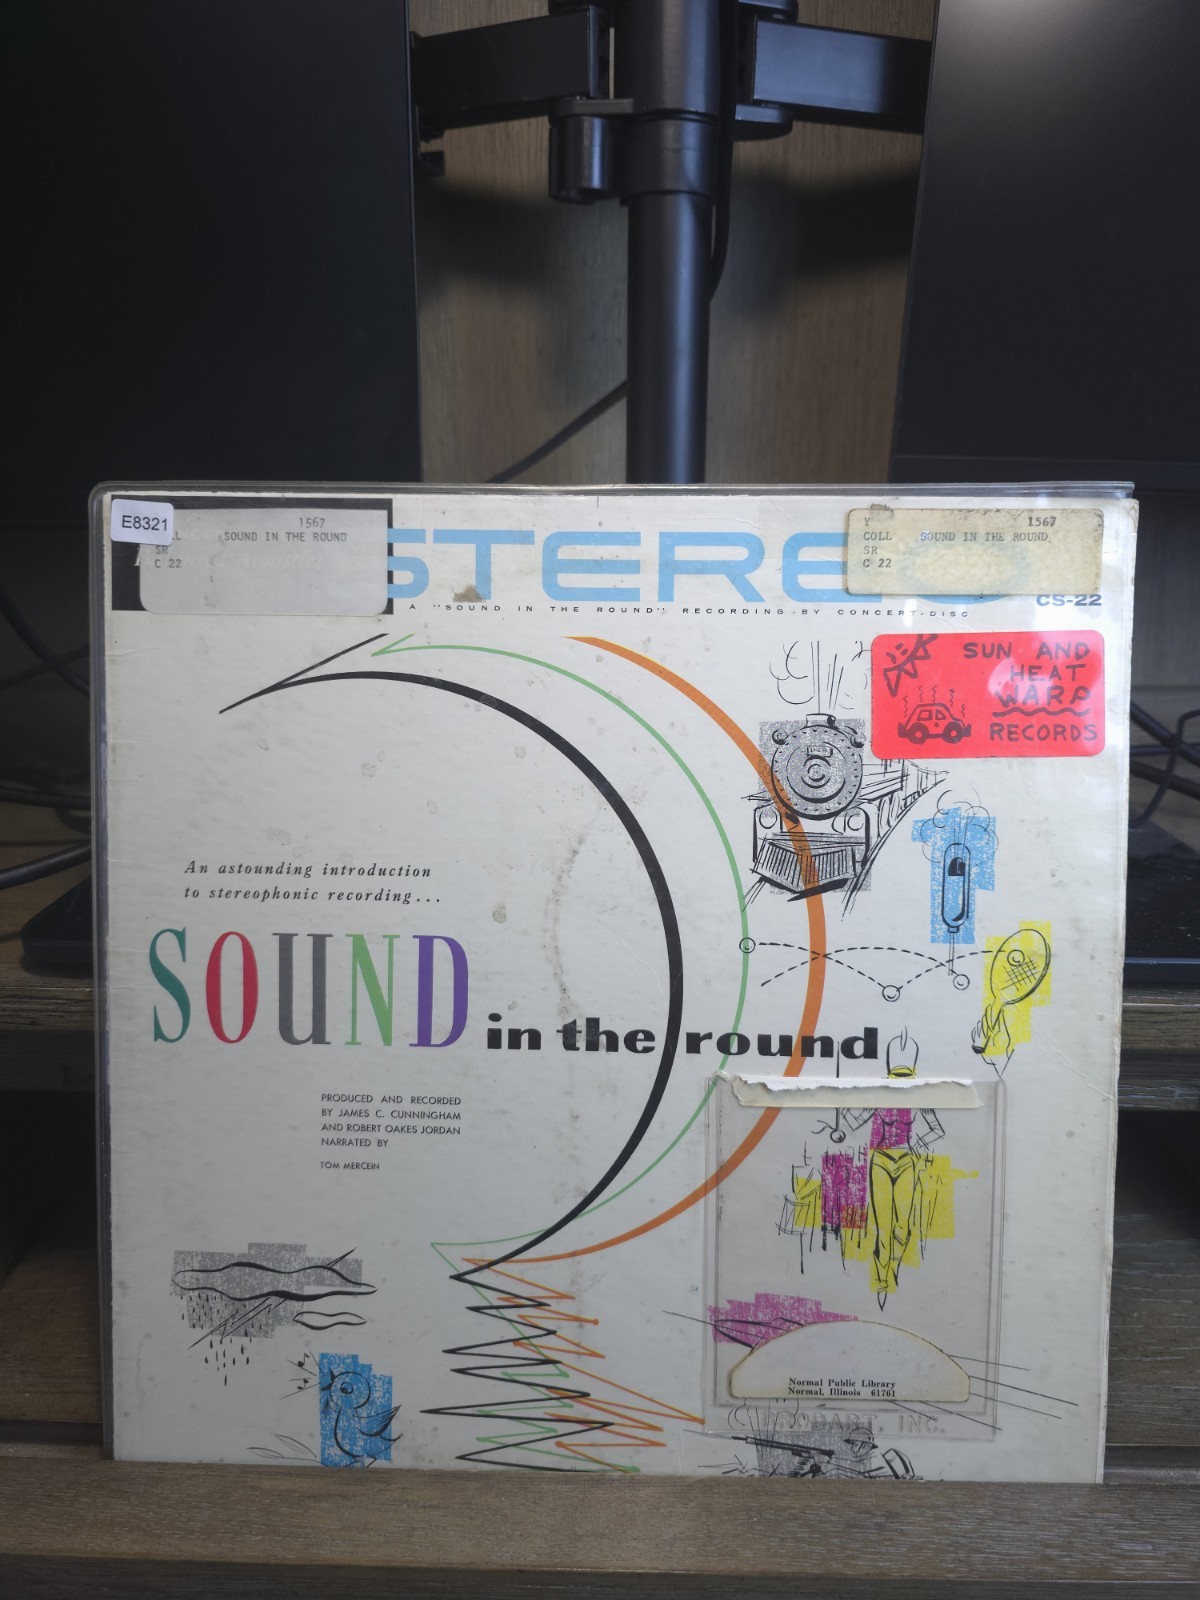 E8321
1567
SOUND IN THE ROUND
SR
C 22
STEREO
Y 1567
COLL SOUND IN THE ROUND,
SR
C 22
A "SOUND IN THE ROUND" RECORDING BY CONCERT-DISC
CS-22
SUN AND
HEAT
WARP
RECORDS
An astounding introduction
to stereophonic recording...
SOUND in the round
PRODUCED AND RECORDED
BY JAMES C. CUNNINGHAM
AND ROBERT OAKES JORDAN
NARRATED BY
TOM MERCEIN
Normal Public Library
Normal, Illinois 61761
BRODART, INC.